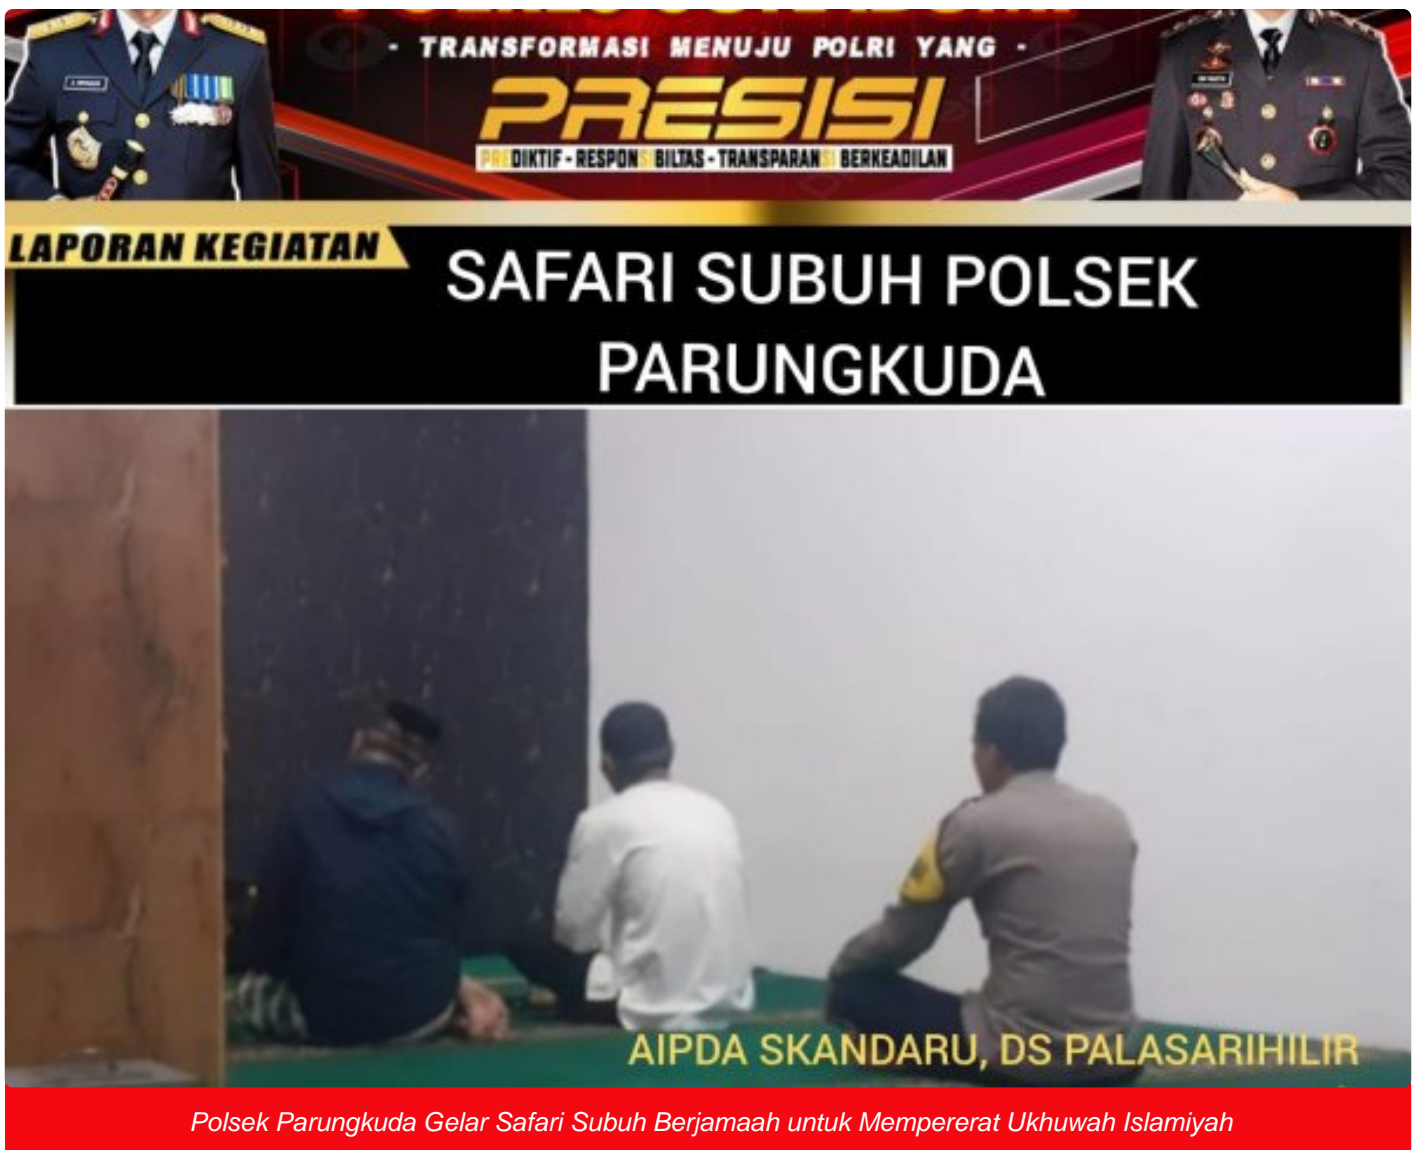 - TRANSFORMASI MENUJU POLRI YANG -
PRESISI
PREDIKTIF - RESPONSIBILTAS - TRANSPARANSI BERKEADILAN
LAPORAN KEGIATAN
SAFARI SUBUH POLSEK
PARUNGKUDA
AIPDA SKANDARU, DS PALASARIHILIR
Polsek Parungkuda Gelar Safari Subuh Berjamaah untuk Mempererat Ukhuwah Islamiyah